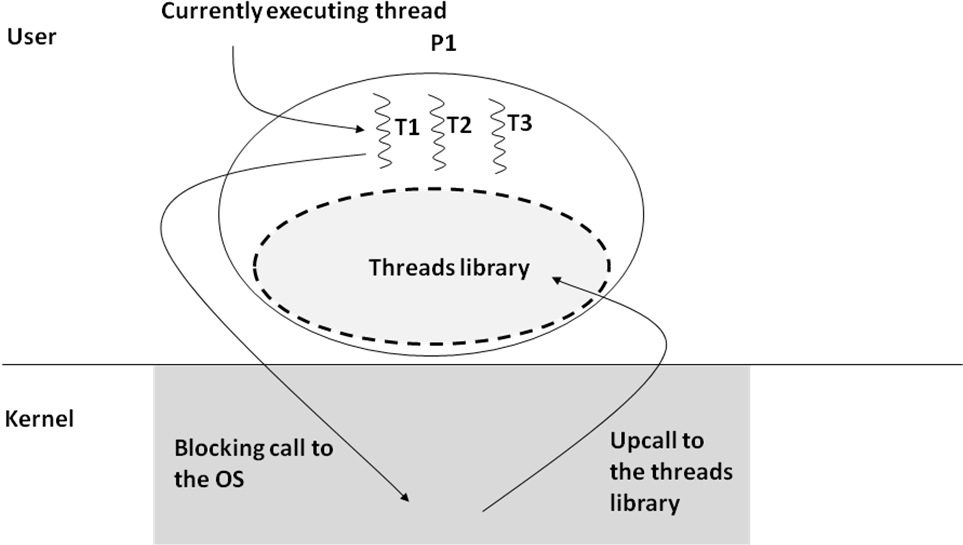 Currently executing thread
User
P1
T1
T2
T3
Threads library
Kernel
Blocking call to
the OS
Upcall to
the threads
library